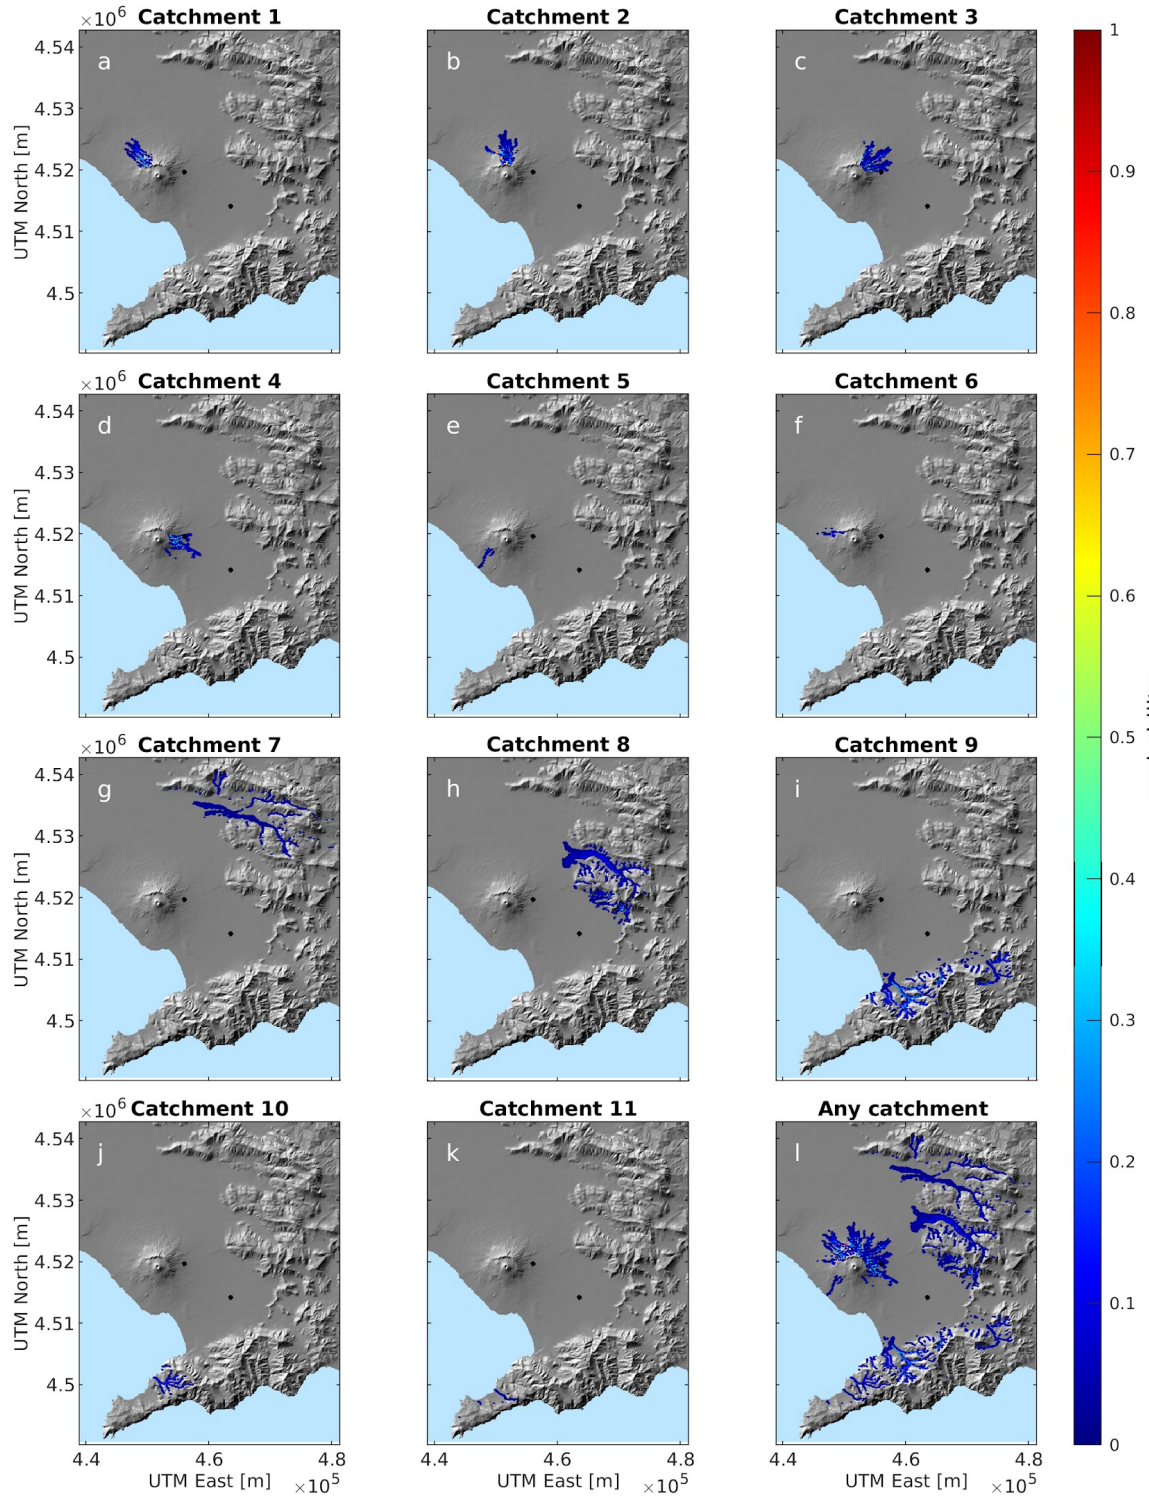 ×10⁶ Catchment 1 Catchment 2 Catchment 3 1
4.54 a b c
4.53
UTM North [m] 4.52 0.9
4.51
4.5 0.8
×10⁶ Catchment 4 Catchment 5 Catchment 6
4.54 d e f
4.53 0.7
UTM North [m] 4.52
4.51 0.6
4.5
×10⁶ Catchment 7 Catchment 8 Catchment 9 0.5
4.54 g h i
4.53
UTM North [m] 4.52 0.4
4.51
4.5 0.3
×10⁶ Catchment 10 Catchment 11 Any catchment
4.54 j k l
4.53 0.2
UTM North [m] 4.52
4.51 0.1
4.5
0
4.4 4.6 4.8 4.4 4.6 4.8 4.4 4.6 4.8
UTM East [m] ×10⁵ UTM East [m] ×10⁵ UTM East [m] ×10⁵